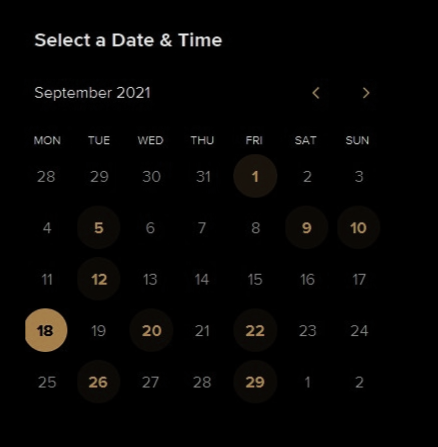 Select a Date & Time
September 2021
MON TUE WED THU FRI SAT SUN
28 29 30 31 1 2 3
4 5 6 7 8 9 10
11 12 13 14 15 16 17
18 19 20 21 22 23 24
25 26 27 28 29 1 2